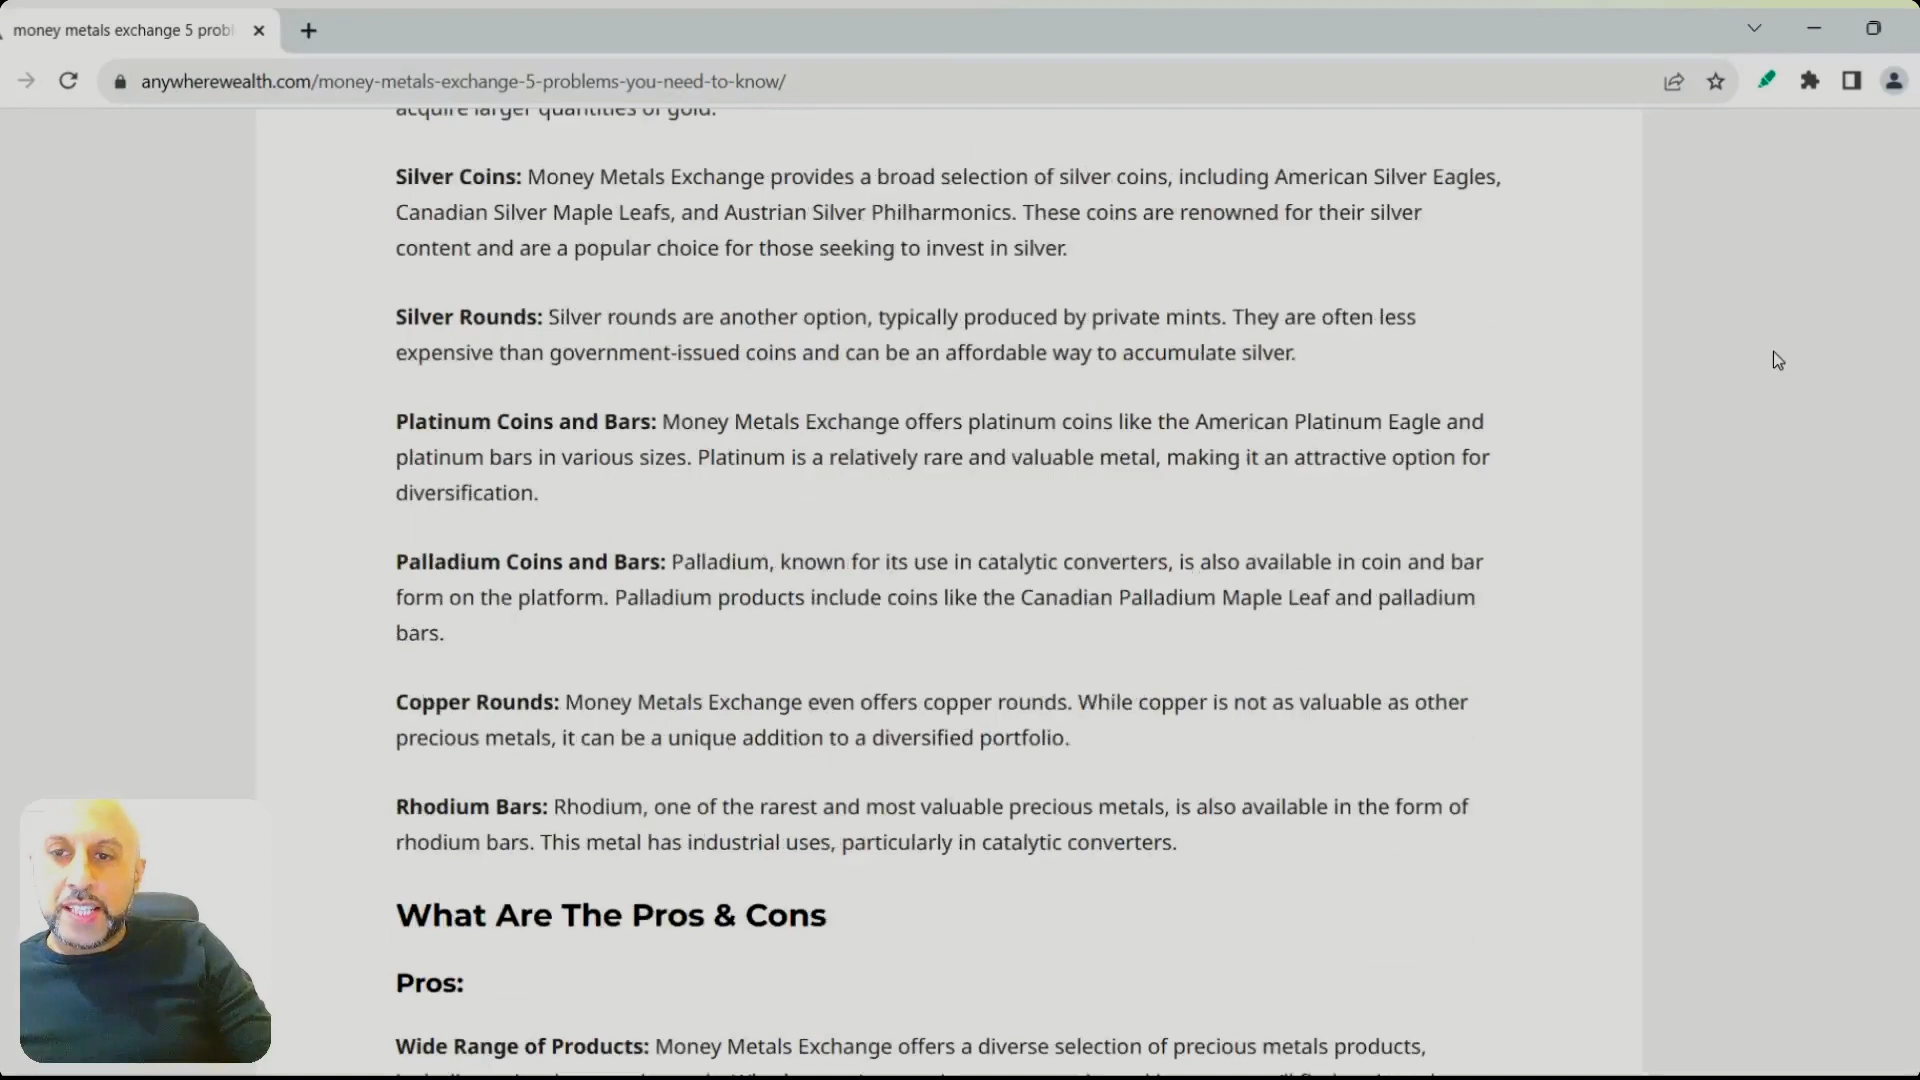 money metals exchange 5 probl
anywherewealth.com/money-metals-exchange-5-problems-you-need-to-know/
acquire larger quantities of gold.
Silver Coins: Money Metals Exchange provides a broad selection of silver coins, including American Silver Eagles,
Canadian Silver Maple Leafs, and Austrian Silver Philharmonics. These coins are renowned for their silver
content and are a popular choice for those seeking to invest in silver.
Silver Rounds: Silver rounds are another option, typically produced by private mints. They are often less
expensive than government-issued coins and can be an affordable way to accumulate silver.
Platinum Coins and Bars: Money Metals Exchange offers platinum coins like the American Platinum Eagle and
platinum bars in various sizes. Platinum is a relatively rare and valuable metal, making it an attractive option for
diversification.
Palladium Coins and Bars: Palladium, known for its use in catalytic converters, is also available in coin and bar
form on the platform. Palladium products include coins like the Canadian Palladium Maple Leaf and palladium
bars.
Copper Rounds: Money Metals Exchange even offers copper rounds. While copper is not as valuable as other
precious metals, it can be a unique addition to a diversified portfolio.
Rhodium Bars: Rhodium, one of the rarest and most valuable precious metals, is also available in the form of
rhodium bars. This metal has industrial uses, particularly in catalytic converters.
What Are The Pros & Cons
Pros:
Wide Range of Products: Money Metals Exchange offers a diverse selection of precious metals products,